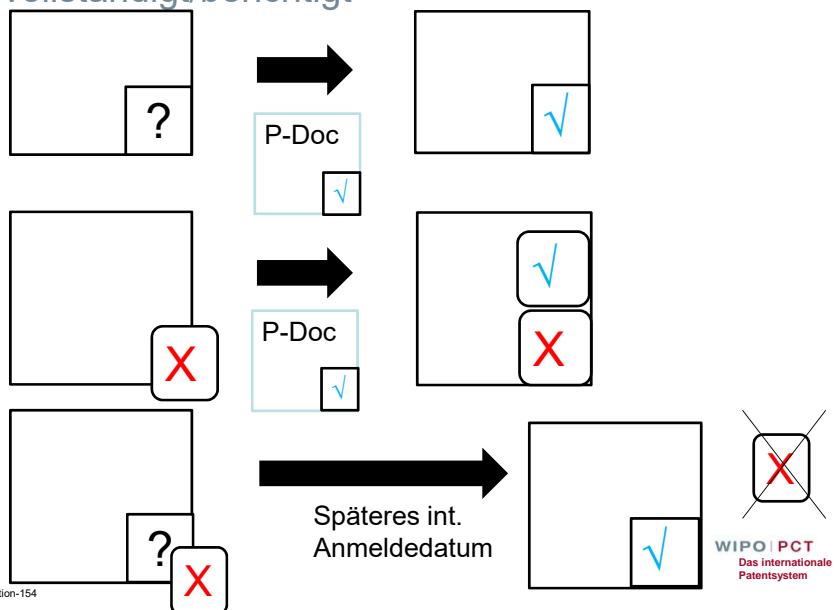 ?
P-Doc
√
√
X
P-Doc
√
√
X
?
X
Späteres int.
Anmeldedatum
√
X
WIPO | PCT
Das internationale
Patentsystem